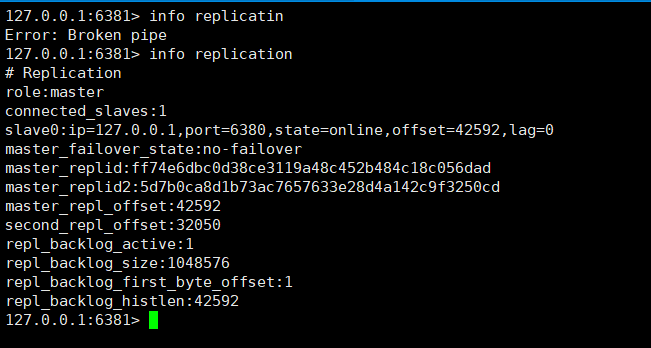 127.0.0.1:6381> info replicatin
Error: Broken pipe
127.0.0.1:6381> info replication
# Replication
role:master
connected_slaves:1
slave0:ip=127.0.0.1,port=6380,state=online,offset=42592,lag=0
master_failover_state:no-failover
master_replid:ff74e6dbc0d38ce3119a48c452b484c18c056dad
master_replid2:5d7b0ca8d1b73ac7657633e28d4a142c9f3250cd
master_repl_offset:42592
second_repl_offset:32050
repl_backlog_active:1
repl_backlog_size:1048576
repl_backlog_first_byte_offset:1
repl_backlog_histlen:42592
127.0.0.1:6381>